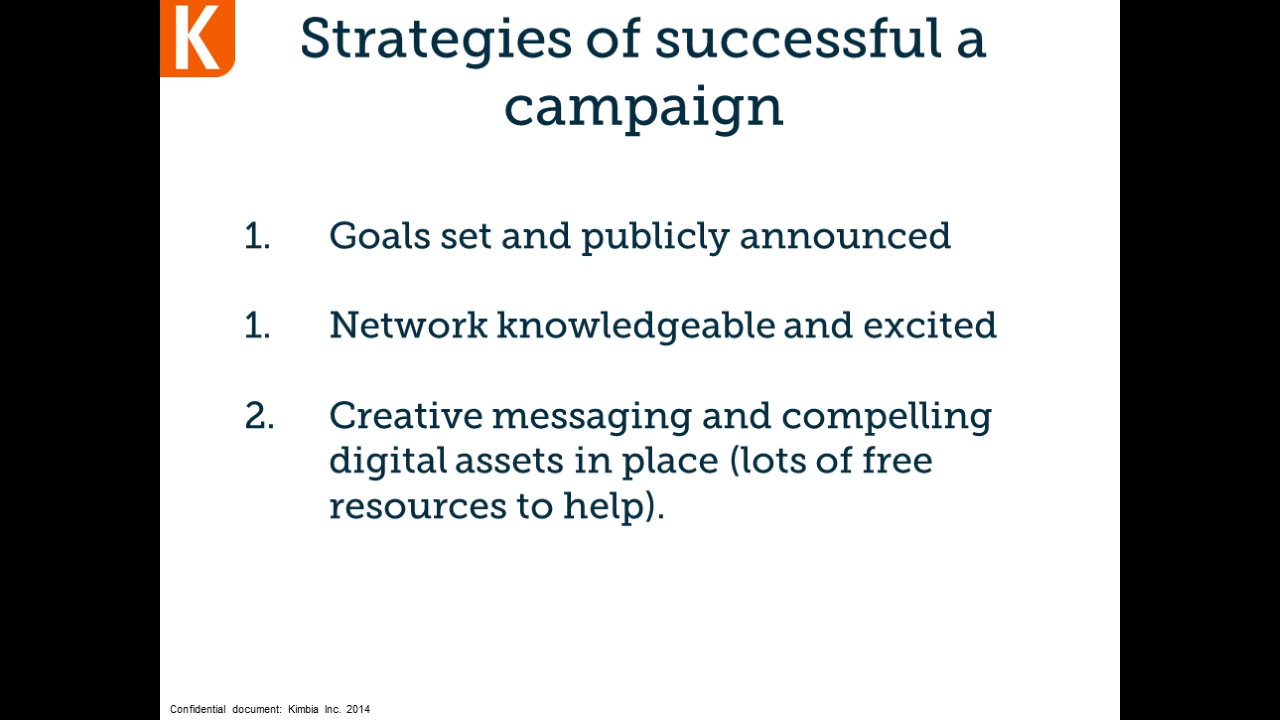 K
Strategies of successful a
campaign
1. Goals set and publicly announced
1. Network knowledgeable and excited
2. Creative messaging and compelling
digital assets in place (lots of free
resources to help).
Confidential document: Kimbia Inc. 2014